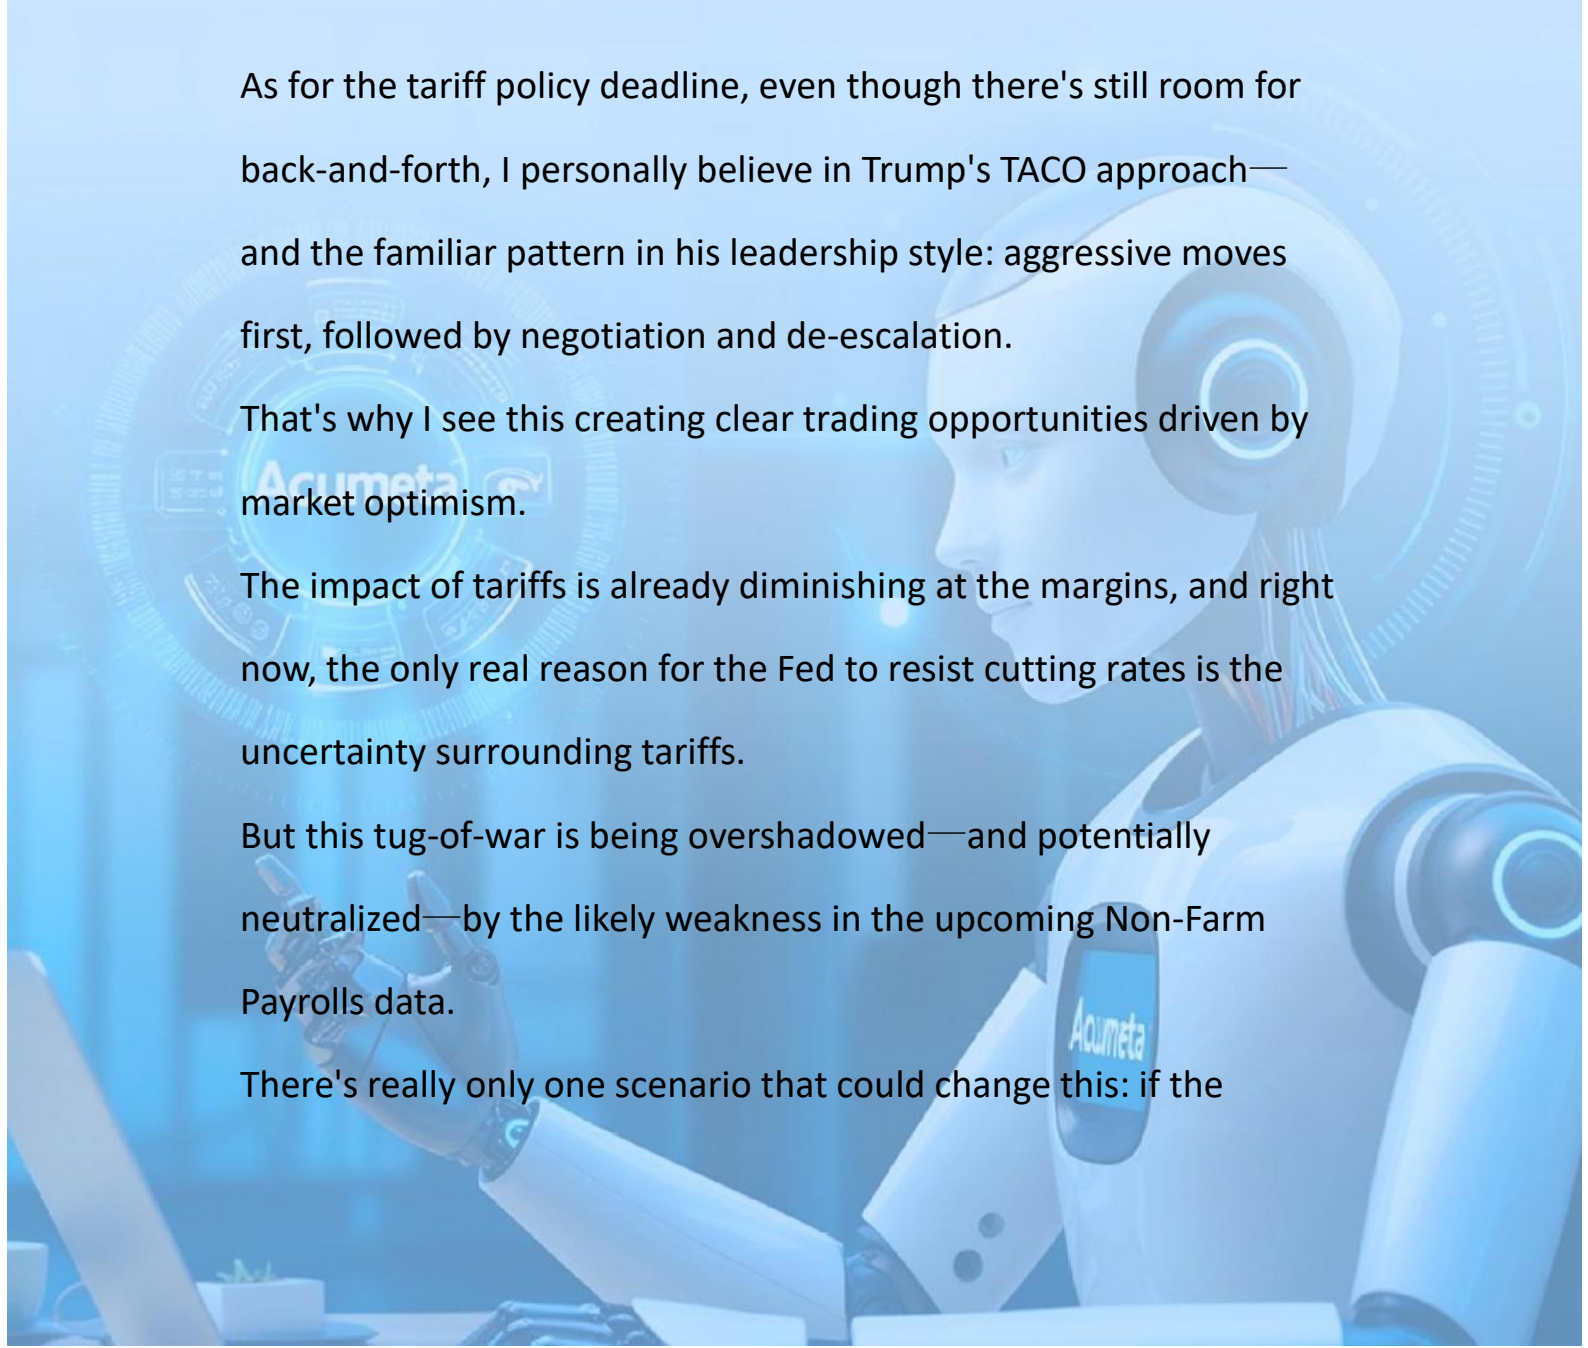 As for the tariff policy deadline, even though there's still room for
back-and-forth, I personally believe in Trump's TACO approach—
and the familiar pattern in his leadership style: aggressive moves
first, followed by negotiation and de-escalation.
That's why I see this creating clear trading opportunities driven by
Acumeta
market optimism.
The impact of tariffs is already diminishing at the margins, and right
now, the only real reason for the Fed to resist cutting rates is the
uncertainty surrounding tariffs.
But this tug-of-war is being overshadowed—and potentially
neutralized—by the likely weakness in the upcoming Non-Farm
Payrolls data.
Acumeta
There's really only one scenario that could change this: if the